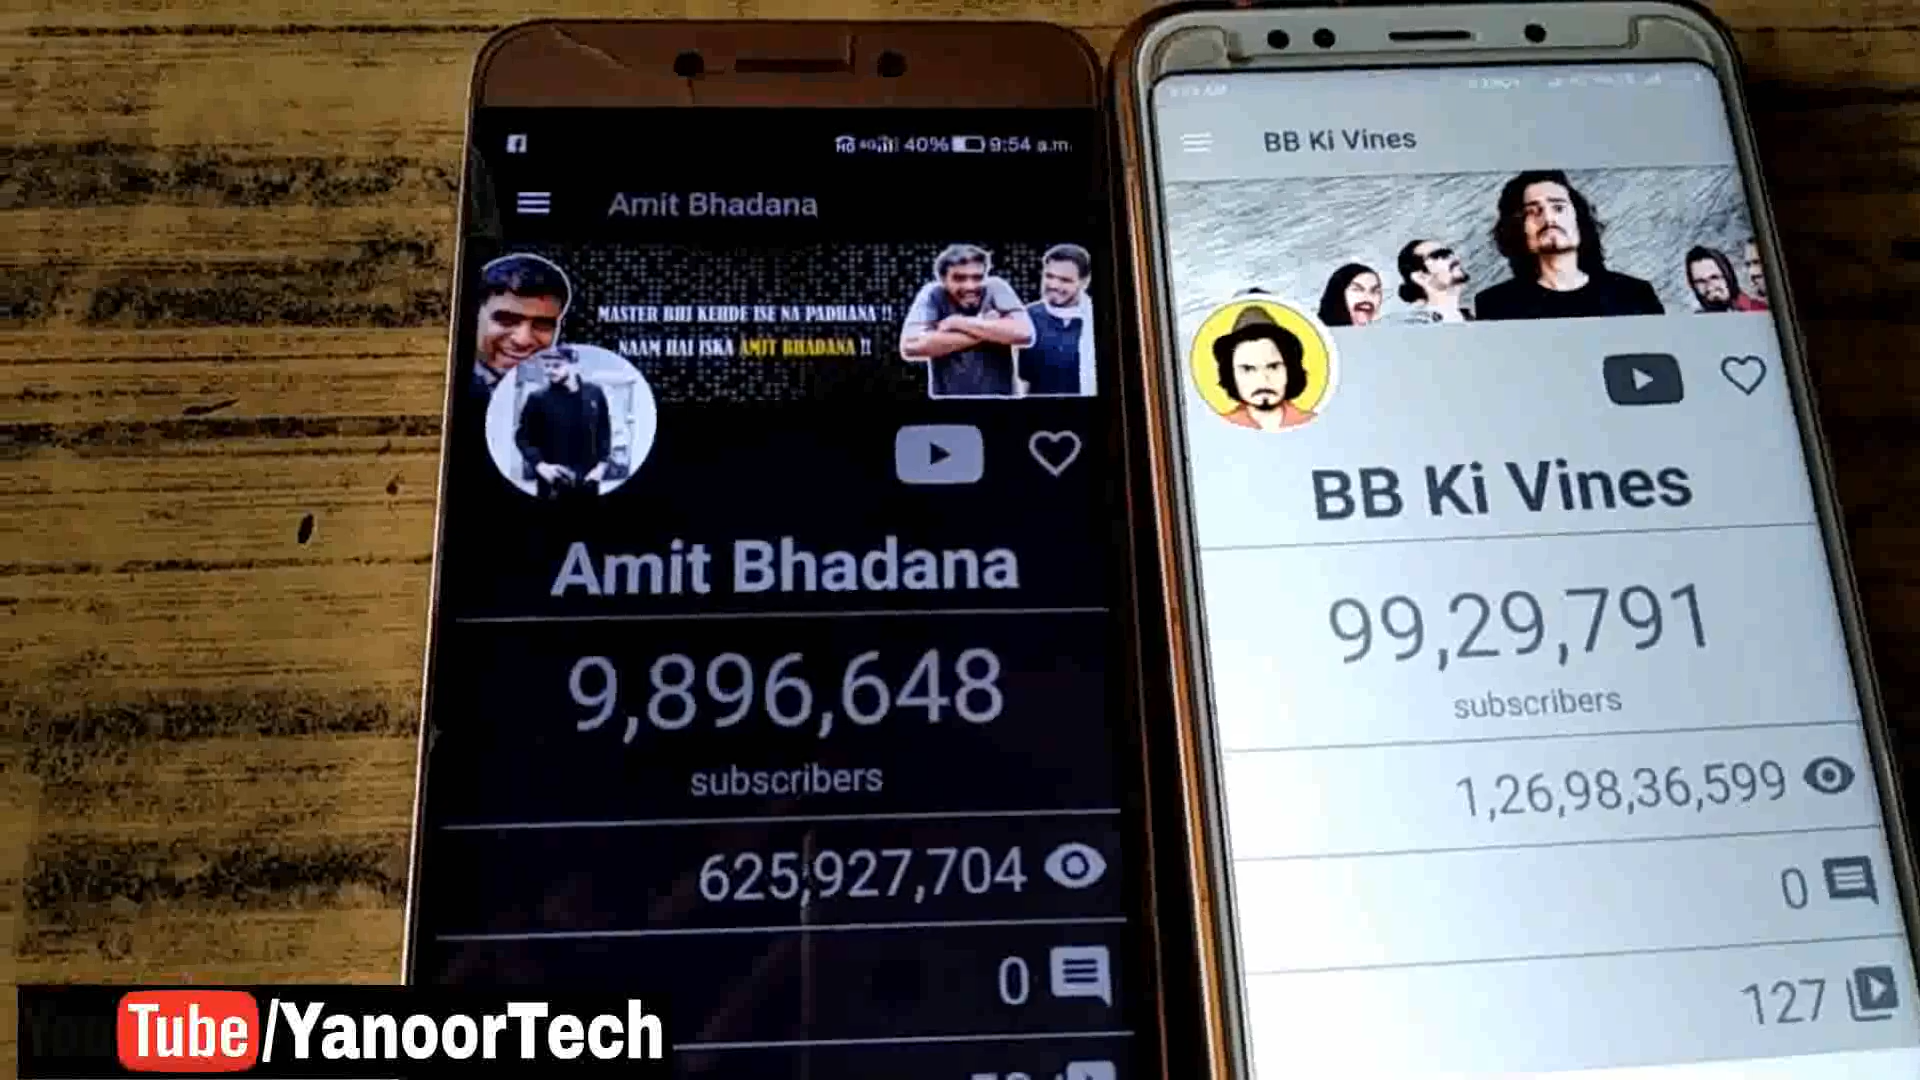 40% 9:54 a.m.
Amit Bhadana
MASTER BHI KEHDE ISE NA PADHANA !!
NAAM HAI ISKA AMIT BHADANA !!
Amit Bhadana
9,896,648
subscribers
625,927,704
0
BB Ki Vines
BB Ki Vines
99,29,791
subscribers
1,26,98,36,599
0
127
You Tube/YanoorTech